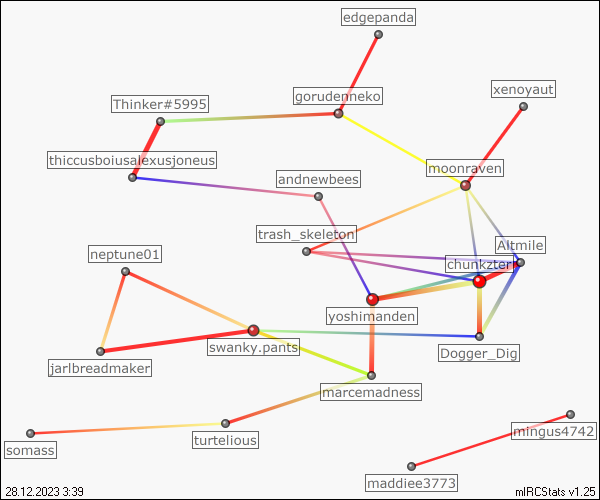 edgepanda
xenoyaut
gorudenneko
Thinker#5995
thiccusboiusalexusjoneus
moonraven
andnewbees
trash_skeleton
Altmile
neptune01
chunkzter
yoshimanden
swanky.pants
Dogger_Dig
jarlbreadmaker
marcemadness
mingus4742
turtelious
somass
maddiee3773
28.12.2023 3:39
mIRCStats v1.25